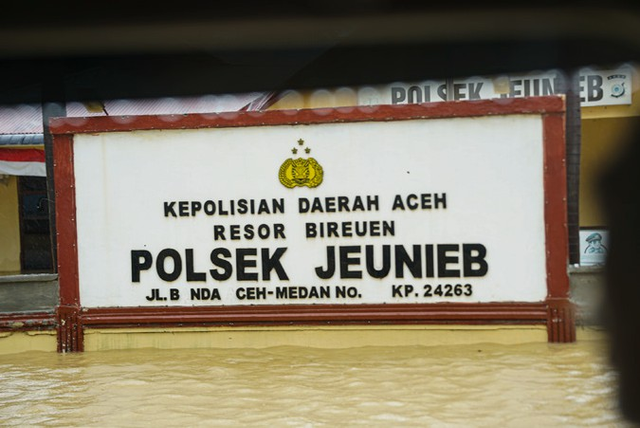 POLSEK JEUNIEB
KEPOLISIAN DAERAH ACEH
RESOR BIREUEN
POLSEK JEUNIEB
JL. B NDA CEH-MEDAN NO. KP. 24263